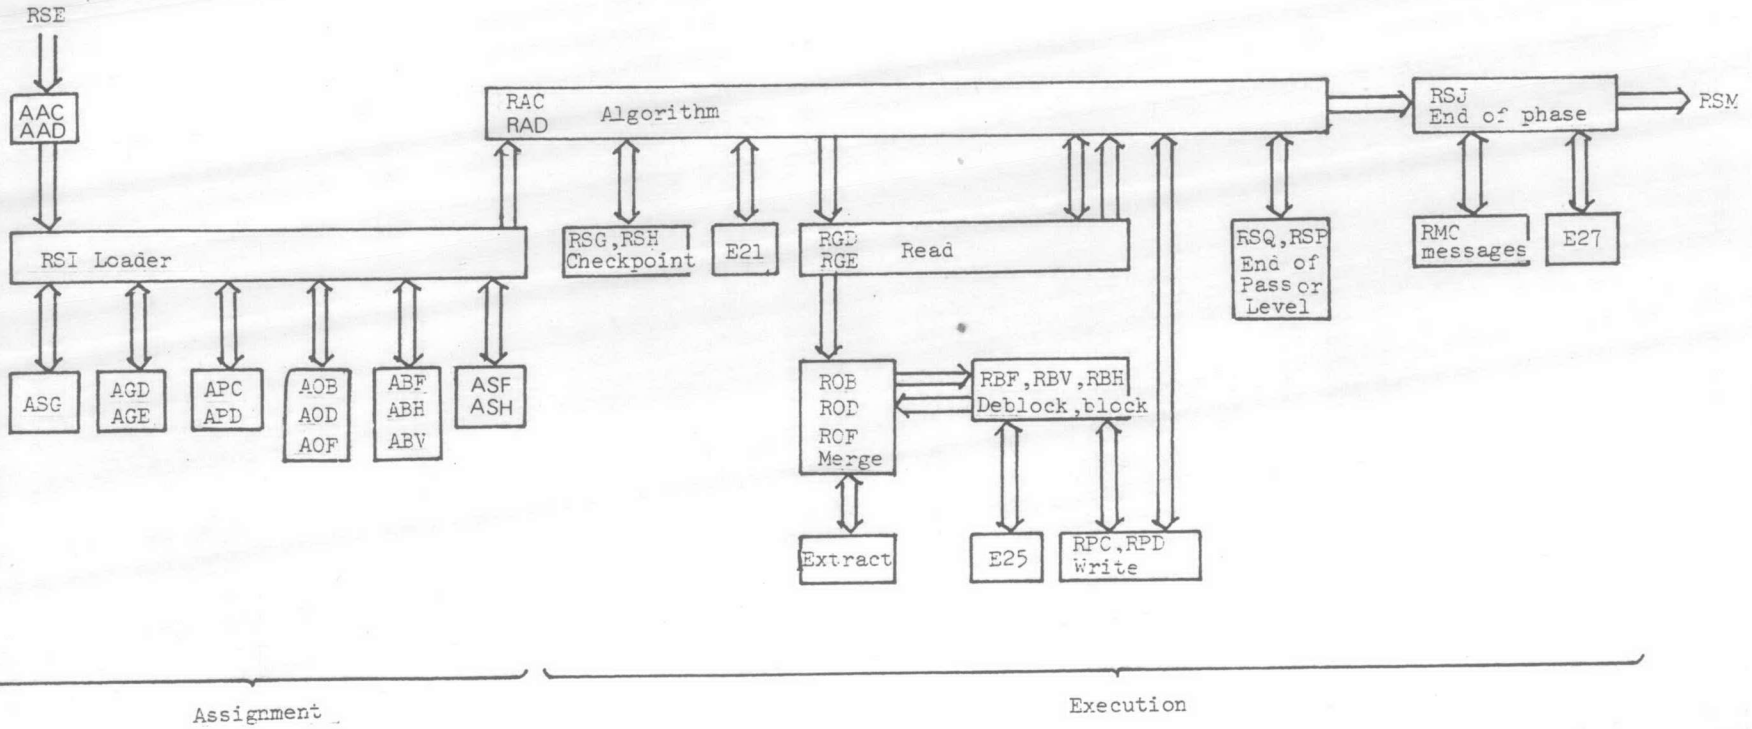 RSE
AAC
AAD
RSI Loader
ASG
AGD
AGE
APC
APD
AOB
AOD
AOF
ABF
ABH
ABV
ASF
ASH
RAC
RAD
Algorithm
RSG,RSH
Checkpoint
E21
RGD
RGE
Read
ROB
ROD
ROF
Merge
Extract
RBF,RBV,RBH
Deblock,block
E25
RPC,RPD
Write
RSQ,RSP
End of
Pass or
Level
RSJ
End of phase
RSM
RMC
messages
E27
Assignment
Execution